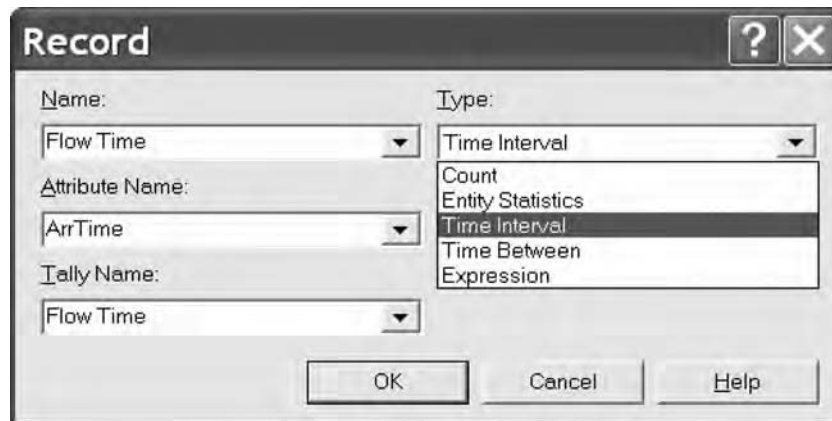 Record
Name:
Flow Time
Type:
Time Interval
Count
Entity Statistics
Time Interval
Time Between
Expression
Attribute Name:
ArrTime
Tally Name:
Flow Time
OK
Cancel
Help